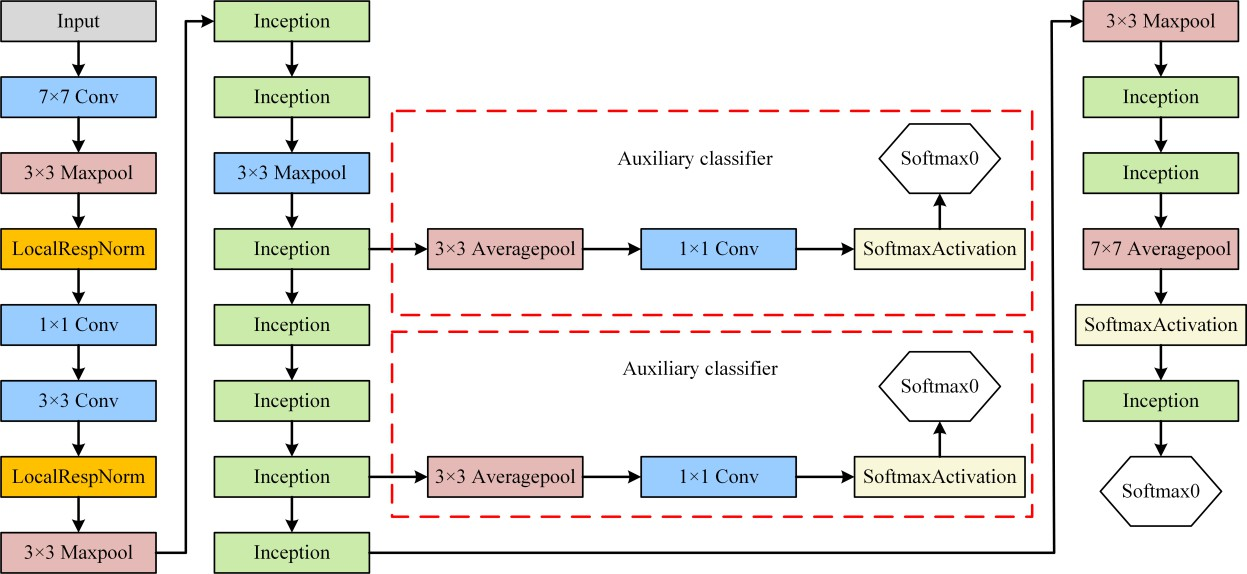 Input
7×7 Conv
3×3 Maxpool
LocalRespNorm
1×1 Conv
3×3 Conv
LocalRespNorm
3×3 Maxpool
Inception
Inception
3×3 Maxpool
Inception
Inception
Inception
Inception
Inception
Auxiliary classifier
Softmax0
3×3 Averagepool
1×1 Conv
SoftmaxActivation
Auxiliary classifier
Softmax0
3×3 Averagepool
1×1 Conv
SoftmaxActivation
3×3 Maxpool
Inception
Inception
7×7 Averagepool
SoftmaxActivation
Inception
Softmax0